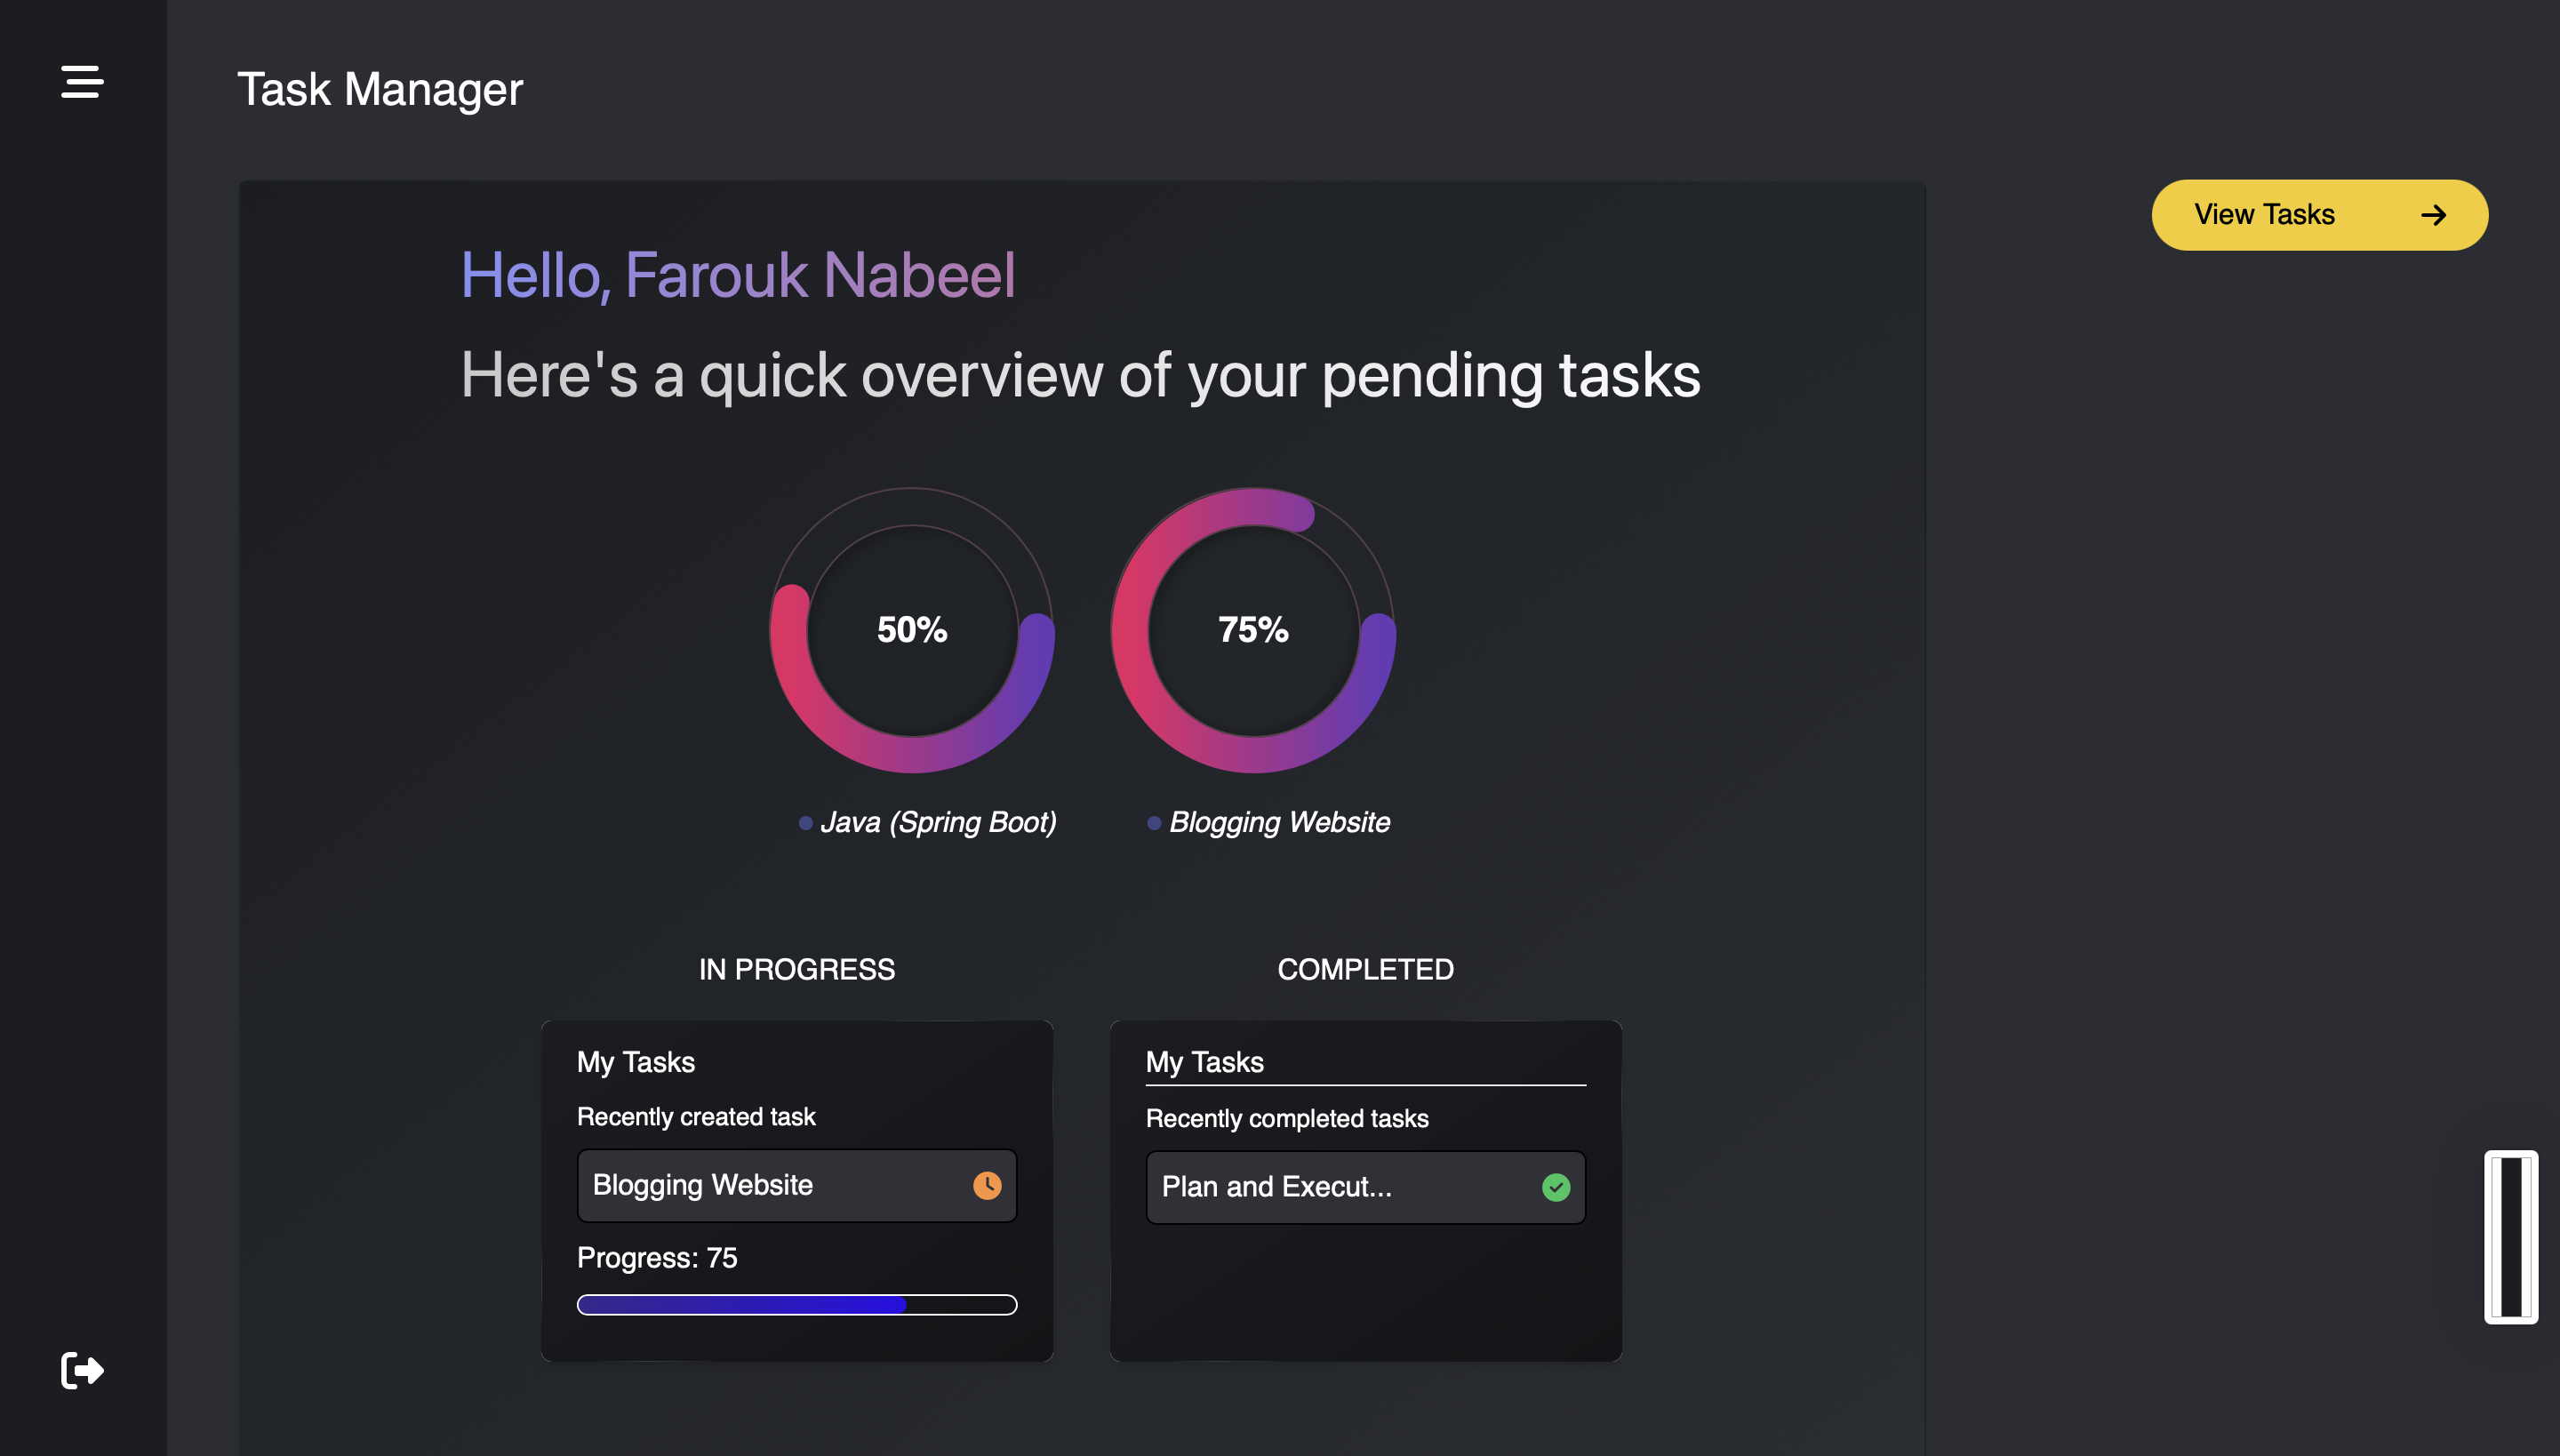 Task Manager
View Tasks
Hello, Farouk Nabeel
Here's a quick overview of your pending tasks
50%
75%
Java (Spring Boot)
Blogging Website
IN PROGRESS
COMPLETED
My Tasks
Recently created task
Blogging Website
Progress: 75
My Tasks
Recently completed tasks
Plan and Execut...